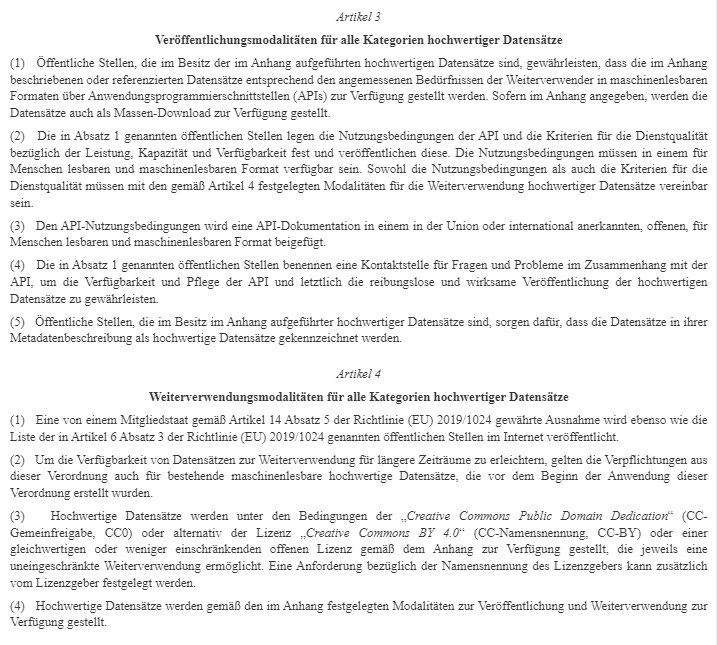 Artikel 3
Veröffentlichungsmodalitäten für alle Kategorien hochwertiger Datensätze
(1) Öffentliche Stellen, die im Besitz der im Anhang aufgeführten hochwertigen Datensätze sind, gewährleisten, dass die im Anhang
beschriebenen oder referenzierten Datensätze entsprechend den angemessenen Bedürfnissen der Weiterverwender in maschinenlesbaren
Formaten über Anwendungsprogrammierschnittstellen (APIs) zur Verfügung gestellt werden. Sofern im Anhang angegeben, werden die
Datensätze auch als Massen-Download zur Verfügung gestellt.
(2) Die in Absatz 1 genannten öffentlichen Stellen legen die Nutzungsbedingungen der API und die Kriterien für die Dienstqualität
bezüglich der Leistung, Kapazität und Verfügbarkeit fest und veröffentlichen diese. Die Nutzungsbedingungen müssen in einem für
Menschen lesbaren und maschinenlesbaren Format verfügbar sein. Sowohl die Nutzungsbedingungen als auch die Kriterien für die
Dienstqualität müssen mit den gemäß Artikel 4 festgelegten Modalitäten für die Weiterverwendung hochwertiger Datensätze vereinbar
sein.
(3) Den API-Nutzungsbedingungen wird eine API-Dokumentation in einem in der Union oder international anerkannten, offenen, für
Menschen lesbaren und maschinenlesbaren Format beigefügt.
(4) Die in Absatz 1 genannten öffentlichen Stellen benennen eine Kontaktstelle für Fragen und Probleme im Zusammenhang mit der
API, um die Verfügbarkeit und Pflege der API und letztlich die reibungslose und wirksame Veröffentlichung der hochwertigen
Datensätze zu gewährleisten.
(5) Öffentliche Stellen, die im Besitz im Anhang aufgeführter hochwertiger Datensätze sind, sorgen dafür, dass die Datensätze in ihrer
Metadatenbeschreibung als hochwertige Datensätze gekennzeichnet werden.
Artikel 4
Weiterverwendungsmodalitäten für alle Kategorien hochwertiger Datensätze
(1) Eine von einem Mitgliedstaat gemäß Artikel 14 Absatz 5 der Richtlinie (EU) 2019/1024 gewährte Ausnahme wird ebenso wie die
Liste der in Artikel 6 Absatz 3 der Richtlinie (EU) 2019/1024 genannten öffentlichen Stellen im Internet veröffentlicht.
(2) Um die Verfügbarkeit von Datensätzen zur Weiterverwendung für längere Zeiträume zu erleichtern, gelten die Verpflichtungen aus
dieser Verordnung auch für bestehende maschinenlesbare hochwertige Datensätze, die vor dem Beginn der Anwendung dieser
Verordnung erstellt wurden.
(3) Hochwertige Datensätze werden unter den Bedingungen der „Creative Commons Public Domain Dedication“ (CC-
Gemeinfreigabe, CC0) oder alternativ der Lizenz „Creative Commons BY 4.0“ (CC-Namensnennung, CC-BY) oder einer
gleichwertigen oder weniger einschränkenden offenen Lizenz gemäß dem Anhang zur Verfügung gestellt, die jeweils eine
uneingeschränkte Weiterverwendung ermöglicht. Eine Anforderung bezüglich der Namensnennung des Lizenzgebers kann zusätzlich
vom Lizenzgeber festgelegt werden.
(4) Hochwertige Datensätze werden gemäß den im Anhang festgelegten Modalitäten zur Veröffentlichung und Weiterverwendung zur
Verfügung gestellt.